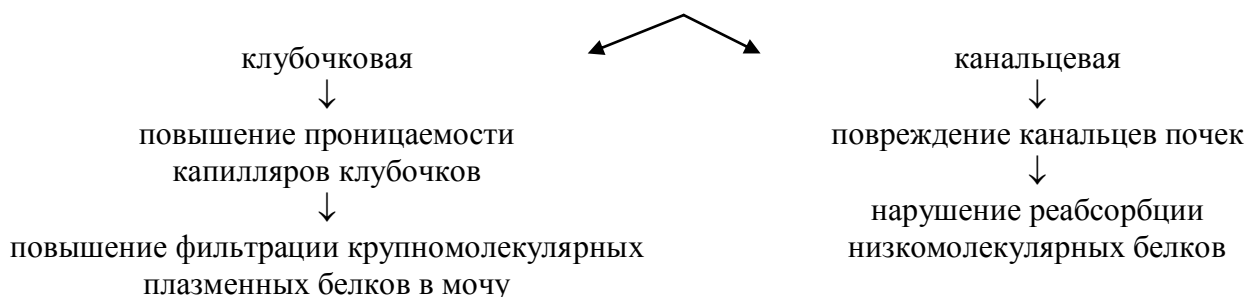 клубочковая
↓
повышение проницаемости
капилляров клубочков
↓
повышение фильтрации крупномолекулярных
плазменных белков в мочу
канальцевая
↓
повреждение канальцев почек
↓
нарушение реабсорбции
низкомолекулярных белков